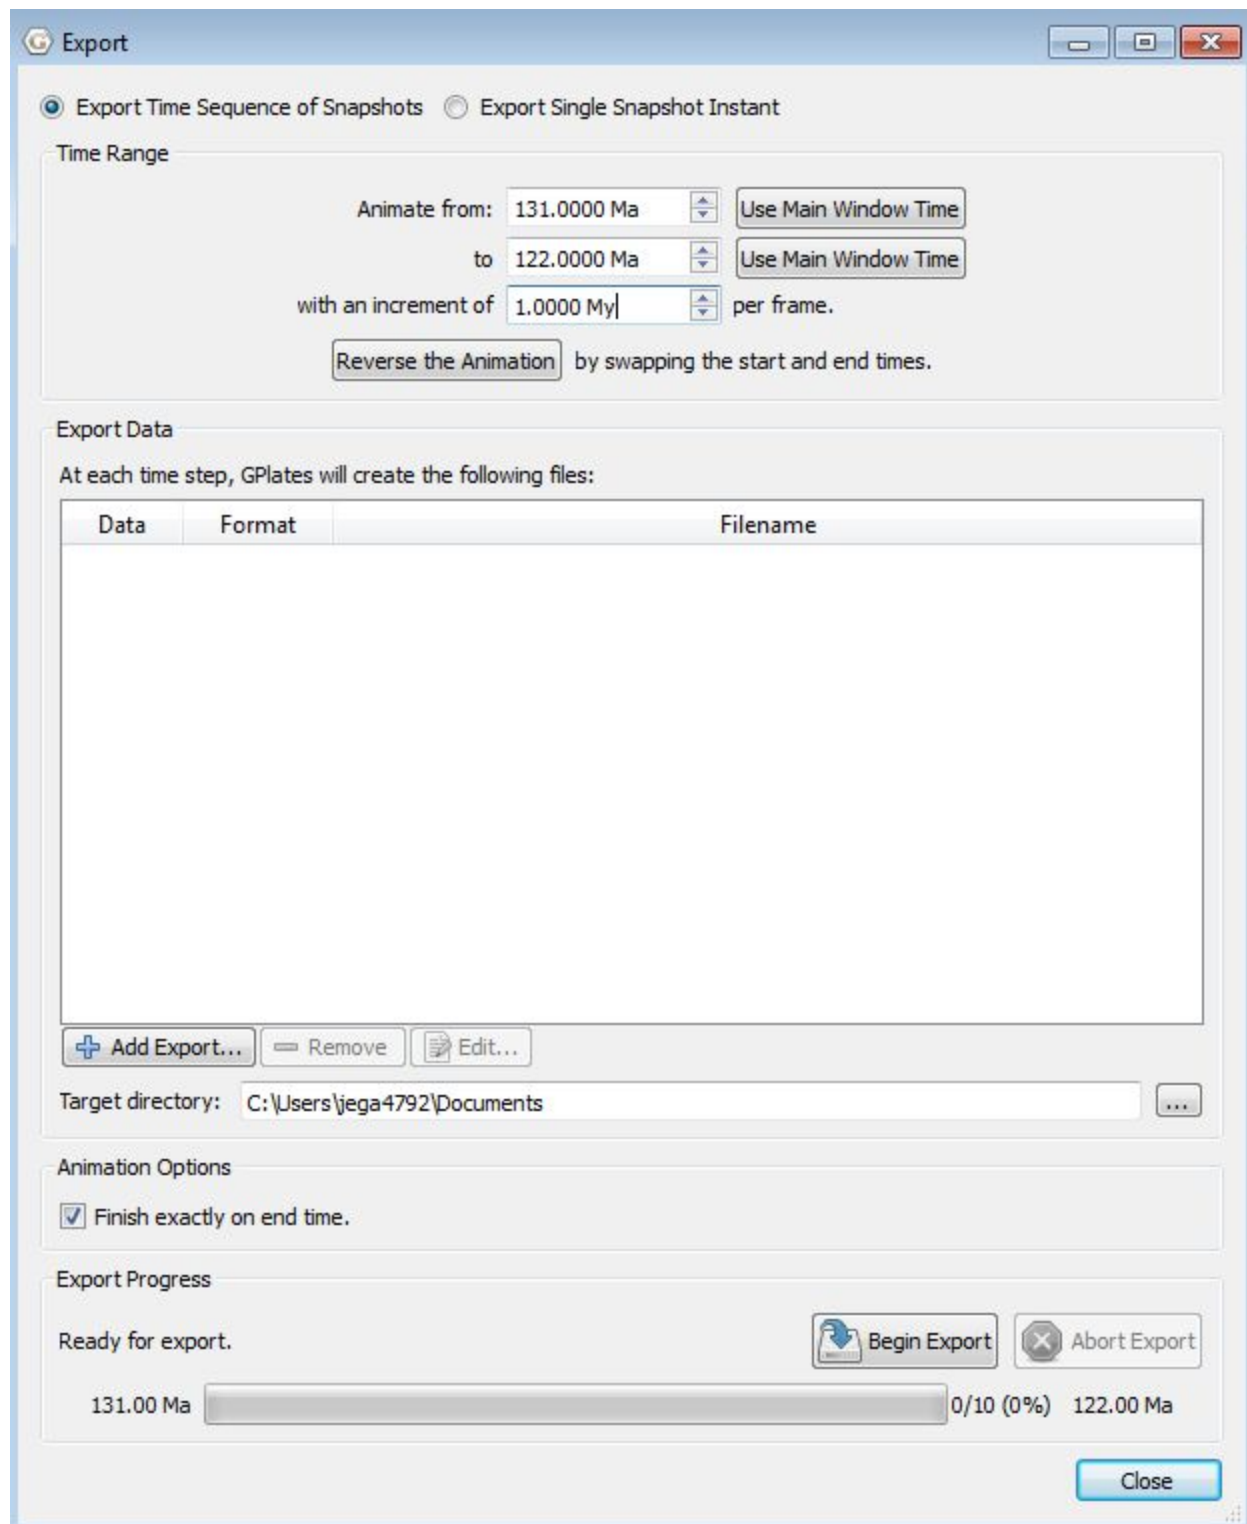 Export
Export Time Sequence of Snapshots Export Single Snapshot Instant
Time Range
Animate from: 131.0000 Ma Use Main Window Time
to 122.0000 Ma Use Main Window Time
with an increment of 1.0000 My per frame.
Reverse the Animation by swapping the start and end times.
Export Data
At each time step, GPlates will create the following files:
Data Format Filename
Add Export... Remove Edit...
Target directory: C:\Users\jega4792\Documents ...
Animation Options
Finish exactly on end time.
Export Progress
Ready for export. Begin Export Abort Export
131.00 Ma 0/10 (0%) 122.00 Ma
Close